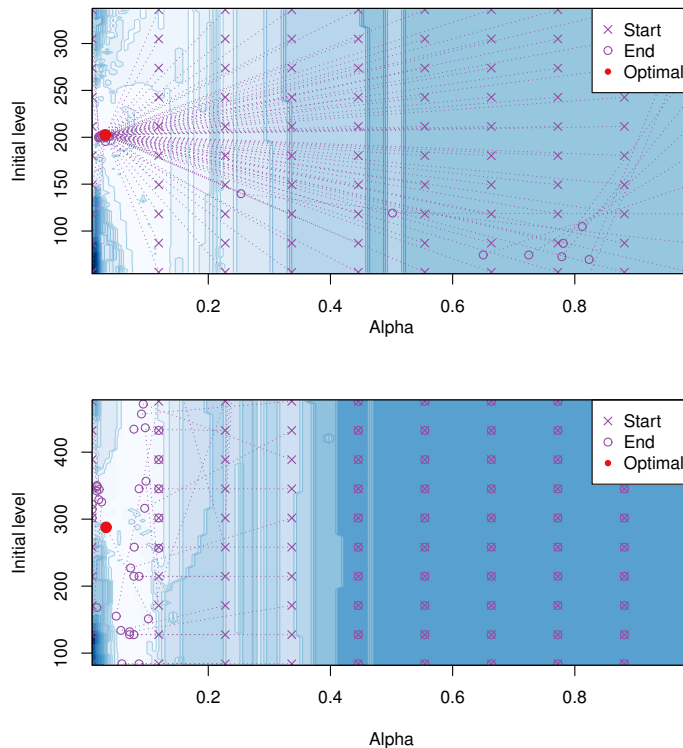 Initial level
300
250
200
150
100
Start
End
Optimal
0.2
0.4
0.6
0.8
Alpha
Initial level
400
300
200
100
Start
End
Optimal
0.2
0.4
0.6
0.8
Alpha